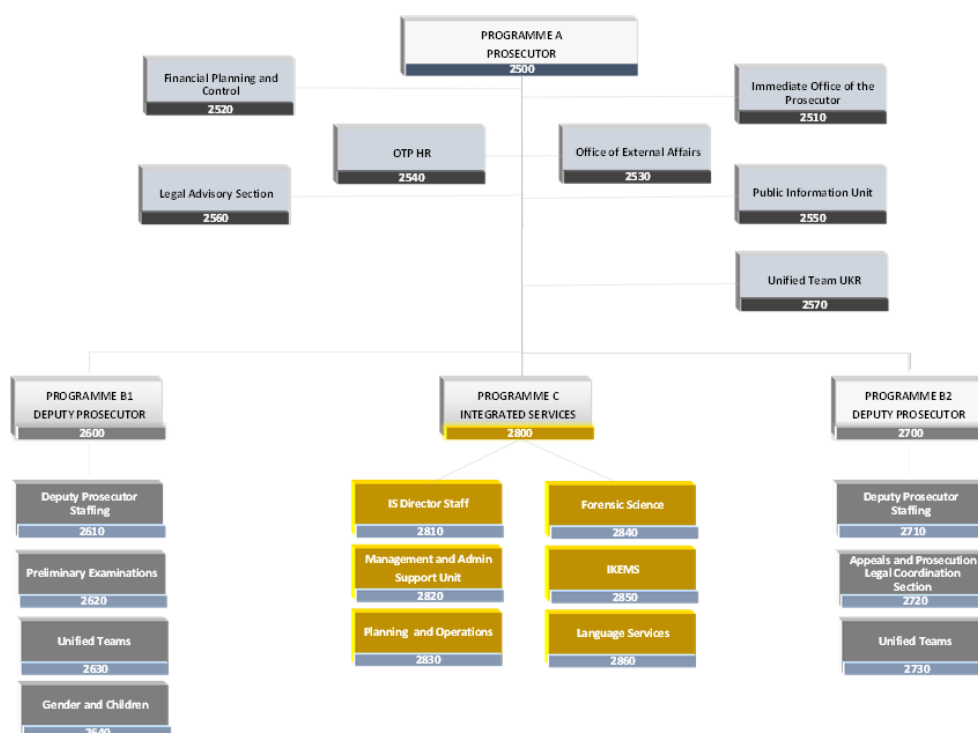 PROGRAMME A
PROSECUTOR
2500
Financial Planning and
Control
2520
Immediate Office of the
Prosecutor
2510
OTP HR
2540
Office of External Affairs
2530
Legal Advisory Section
2560
Public Information Unit
2550
Unified Team UKR
2570
PROGRAMME B1
DEPUTY PROSECUTOR
2600
Deputy Prosecutor
Staffing
2610
Preliminary Examinations
2620
Unified Teams
2630
Gender and Children
2640
PROGRAMME C
INTEGRATED SERVICES
2800
IS Director Staff
2810
Management and Admin
Support Unit
2820
Planning and Operations
2830
Forensic Science
2840
IKEMS
2850
Language Services
2860
PROGRAMME B2
DEPUTY PROSECUTOR
2700
Deputy Prosecutor
Staffing
2710
Appeals and Prosecution
Legal Coordination
Section
2720
Unified Teams
2730